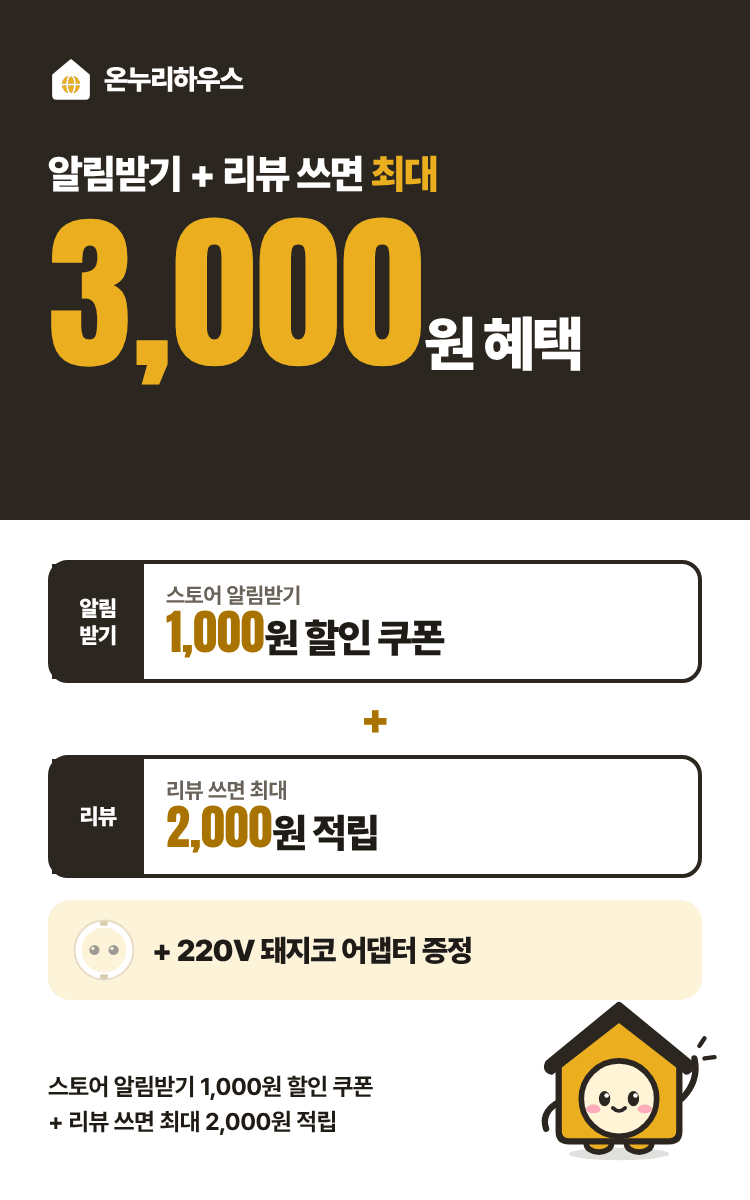 온누리하우스
알림받기 + 리뷰 쓰면 최대
3,000원 혜택
알림
받기
스토어 알림받기
1,000원 할인 쿠폰
+
리뷰
리뷰 쓰면 최대
2,000원 적립
+ 220V 돼지코 어댑터 증정
스토어 알림받기 1,000원 할인 쿠폰
+ 리뷰 쓰면 최대 2,000원 적립